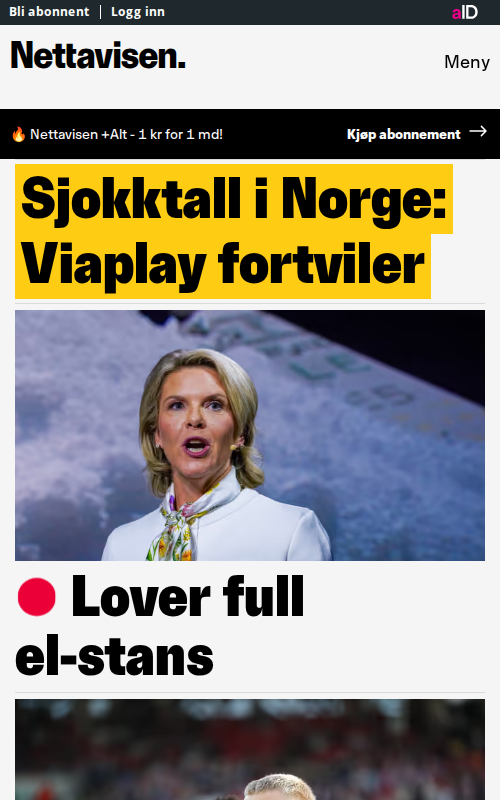 Bli abonnent | Logg inn
aID
Nettavisen.
Meny
🔥 Nettavisen +Alt - 1 kr for 1 md!
Kjøp abonnement →
Sjokktall i Norge:
Viaplay fortviler
Lover full
el-stans